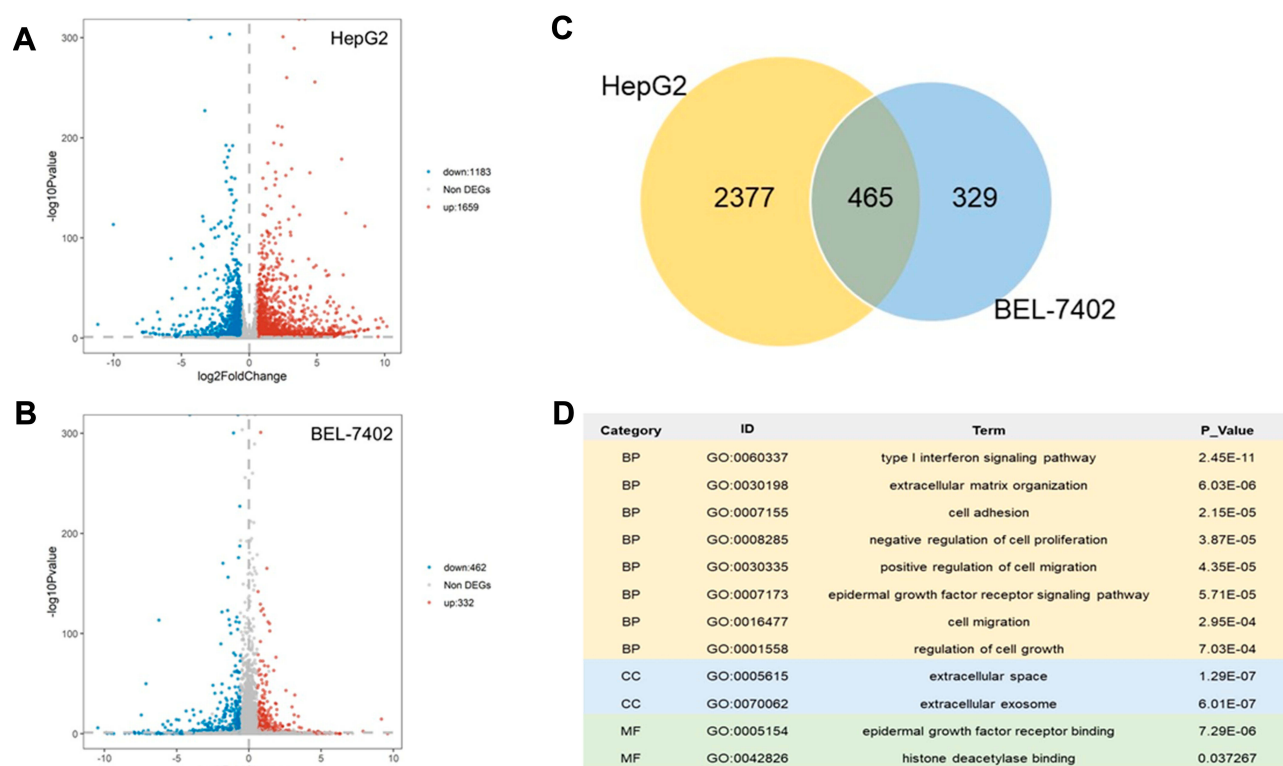 A
HepG2
300
200
100
0
-log10Pvalue
-10
-5
0
5
10
log2FoldChange
down:1183
Non DEGs
up:1659
B
BEL-7402
300
200
100
0
-log10Pvalue
-10
-5
0
5
10
down:462
Non DEGs
up:332
C
HepG2
2377
465
329
BEL-7402
D
Category ID Term P_Value
BP GO:0060337 type I interferon signaling pathway 2.45E-11
BP GO:0030198 extracellular matrix organization 6.03E-06
BP GO:0007155 cell adhesion 2.15E-05
BP GO:0008285 negative regulation of cell proliferation 3.87E-05
BP GO:0030335 positive regulation of cell migration 4.35E-05
BP GO:0007173 epidermal growth factor receptor signaling pathway 5.71E-05
BP GO:0016477 cell migration 2.95E-04
BP GO:0001558 regulation of cell growth 7.03E-04
CC GO:0005615 extracellular space 1.29E-07
CC GO:0070062 extracellular exosome 6.01E-07
MF GO:0005154 epidermal growth factor receptor binding 7.29E-06
MF GO:0042826 histone deacetylase binding 0.037267